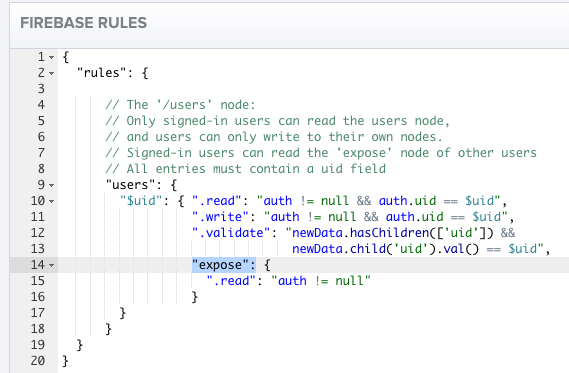 FIREBASE RULES
1 {
2 "rules": {
3
4 // The '/users' node:
5 // Only signed-in users can read the users node,
6 // and users can only write to their own nodes.
7 // Signed-in users can read the 'expose' node of other users
8 // All entries must contain a uid field
9 "users": {
10 "$uid": { ".read": "auth != null && auth.uid == $uid",
11 ".write": "auth != null && auth.uid == $uid",
12 ".validate": "newData.hasChildren(['uid']) &&
13 newData.child('uid').val() == $uid",
14 "expose": {
15 ".read": "auth != null"
16 }
17 }
18 }
19 }
20 }